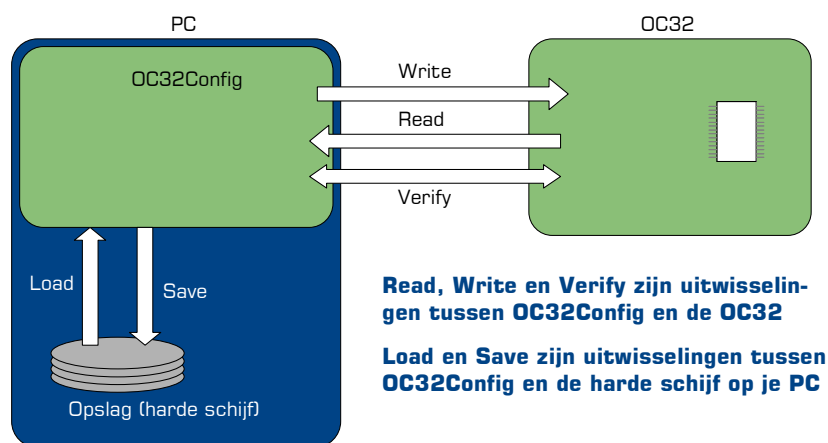 PC
OC32
OC32Config
Write
Read
Verify
Load
Save
Opslag (harde schijf)
Read, Write en Verify zijn uitwisselin-
gen tussen OC32Config en de OC32
Load en Save zijn uitwisselingen tussen
OC32Config en de harde schijf op je PC